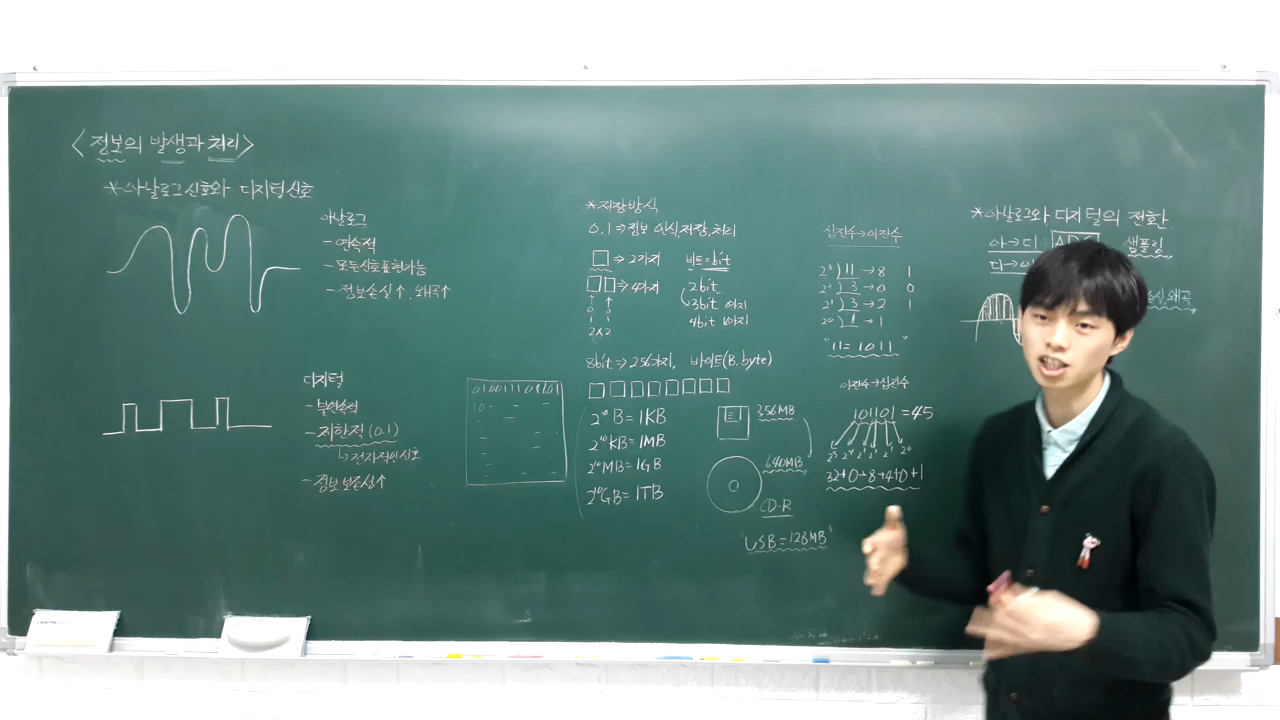 <정보의 발생과 처리>
*아날로그신호와 디지털신호
아날로그
- 연속적
- 모든신호표현가능
- 정보손실↑, 왜곡↑
디지털
- 불연속적
- 제한적(0.1)
↳전자적인신호
- 정보보존성↑
0100111
10
*저장방식
0.1⇒정보 인식,저장,처리
⇒2가지 비트=bit
⇒4가지 2bit
3bit
4bit
0 0
1 1
2×2
8bit⇒256가지, 바이트(B.byte)
2¹⁰B=1KB
2¹⁰KB=1MB
2¹⁰MB=1GB
2¹⁰GB=1TB
640MB
CD-R
"USB=128MB"
십진수→이진수
2³)11→8 1
2²)3→0 0
2¹)3→2 1
2⁰)1→1
"11=1011"
이진수→십진수
101101=45
2⁵ 2⁴ 2³ 2² 2¹ 2⁰
32+0+8+4+0+1
*아날로그와 디지털의 전환
아→디: 샘플링
디→아
왜곡